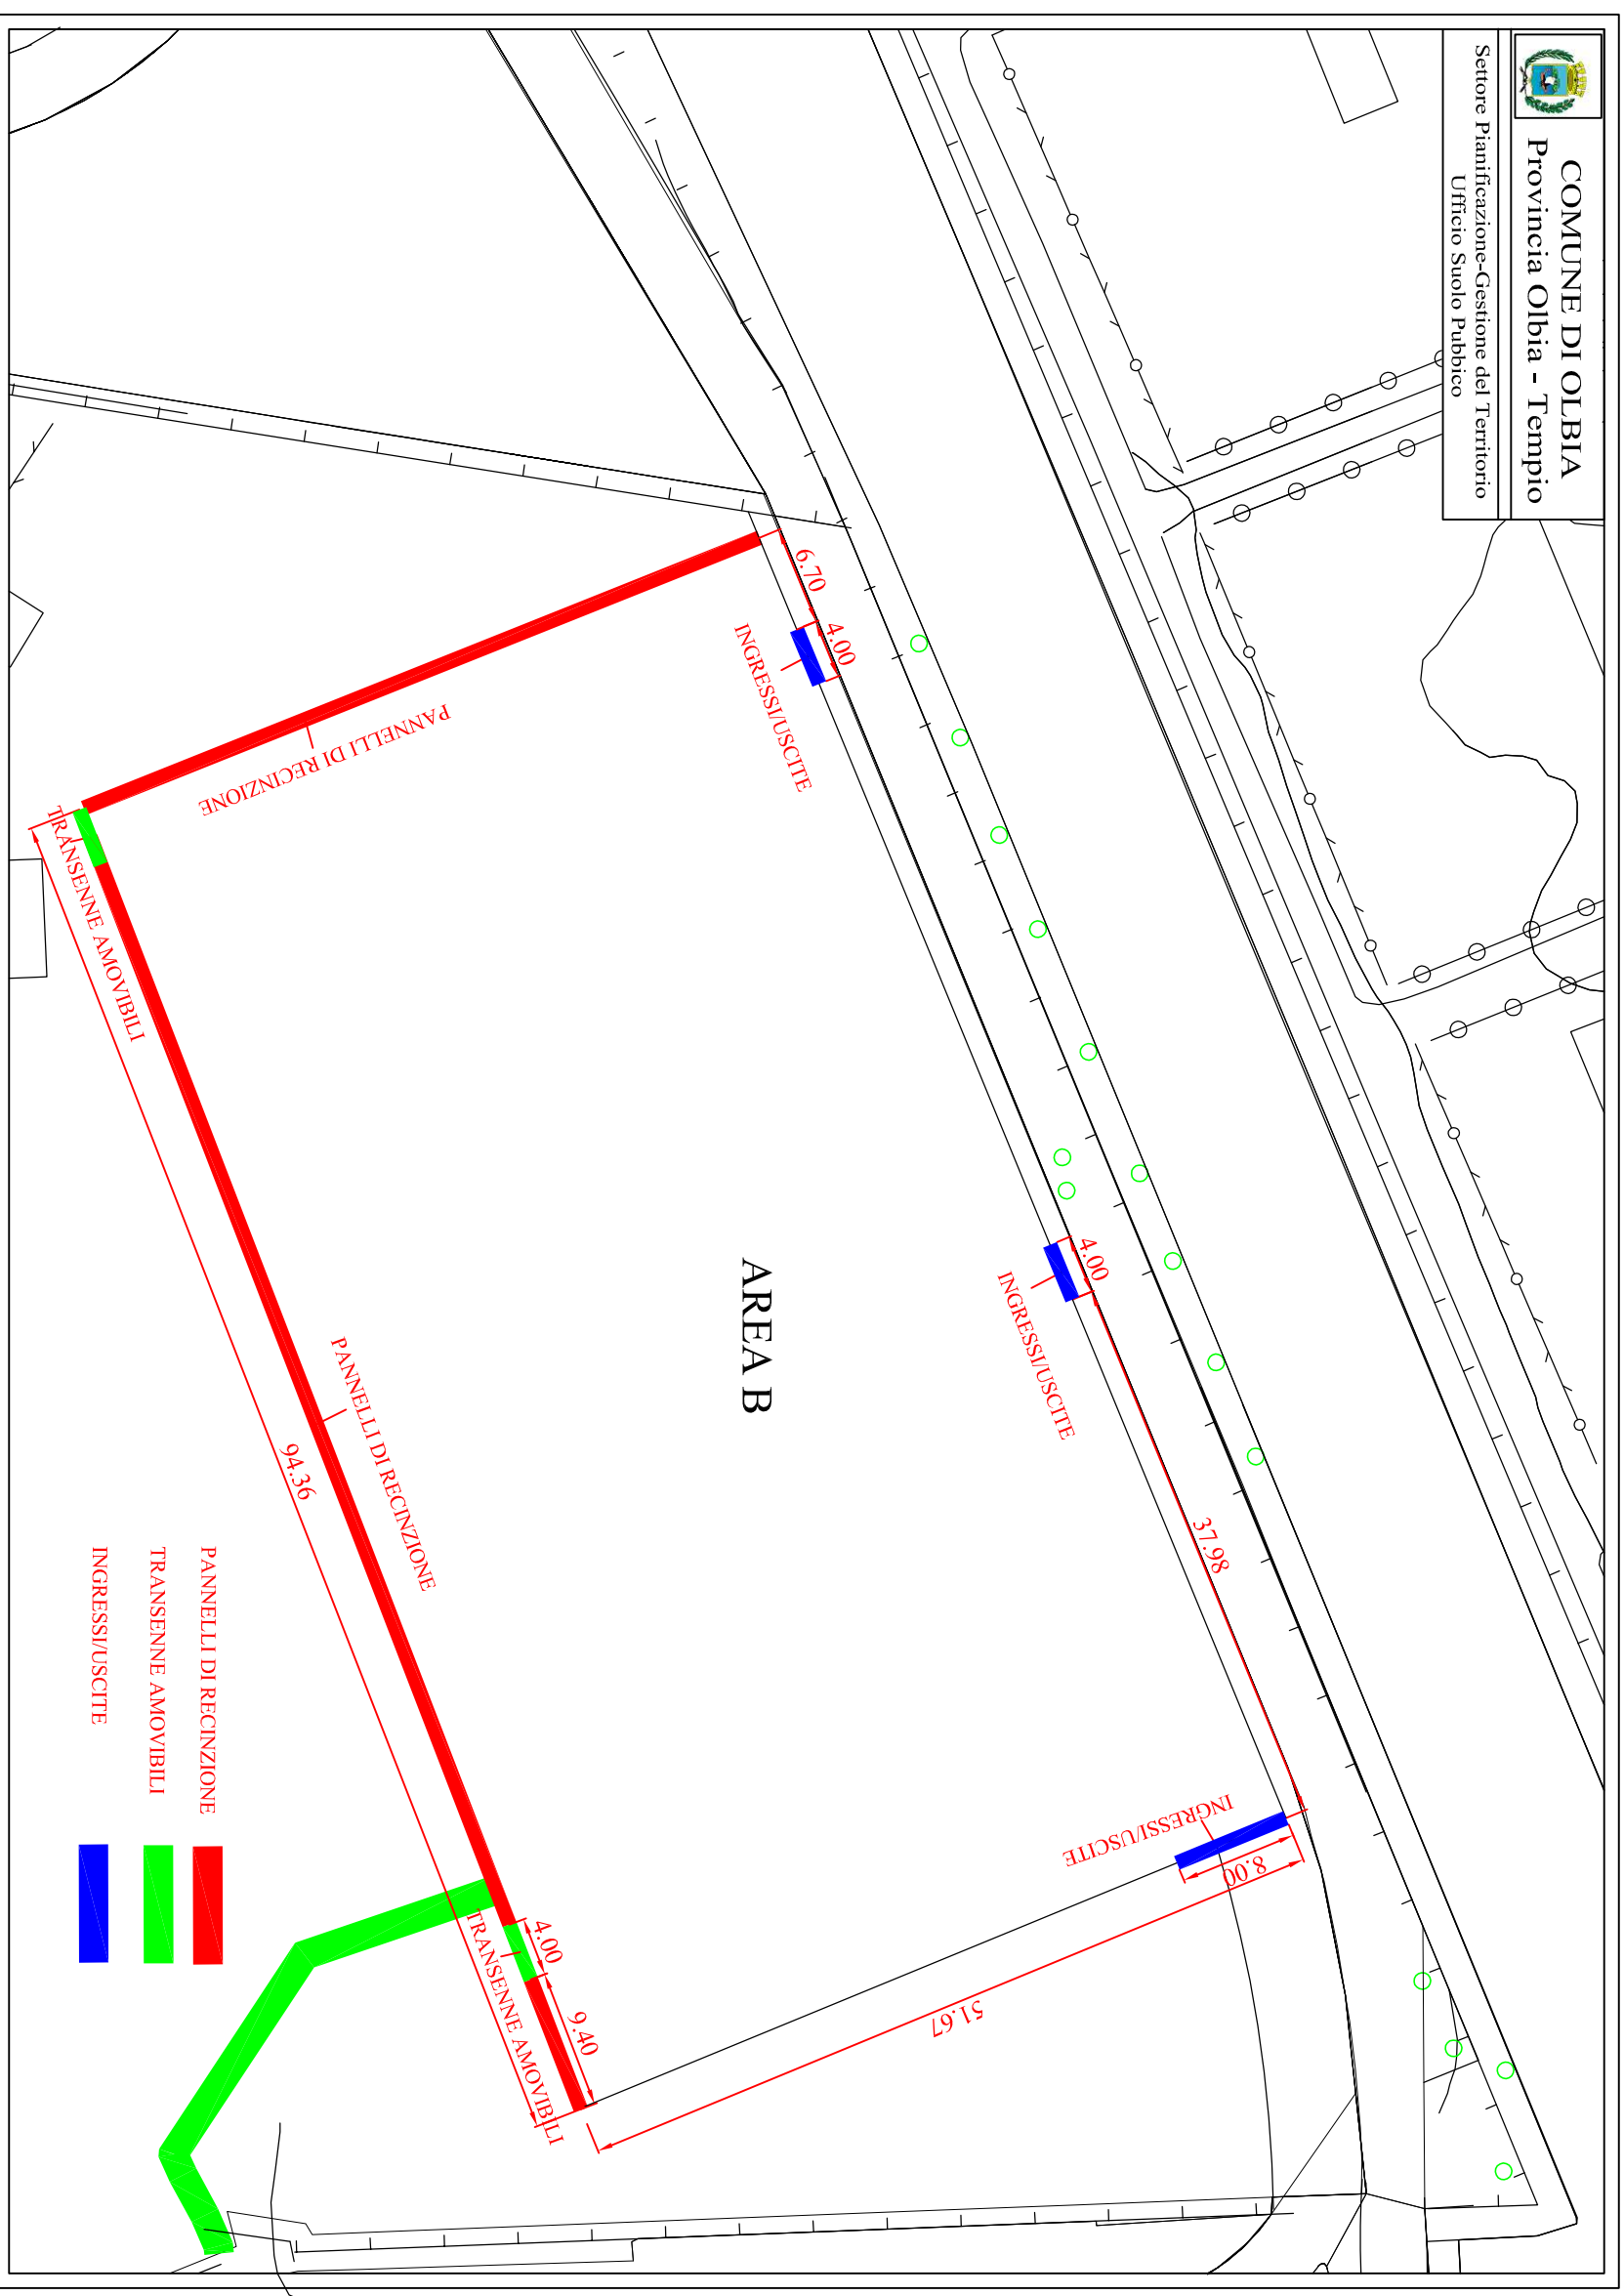 COMUNE DI OLBIA
Provincia Olbia - Tempio
Settore Pianificazione-Gestione del Territorio
Ufficio Suolo Pubbico
6.70
4.00
INGRESSI/USCITE
PANNELLI DI RECINZIONE
TRANSENNE AMOVIBILI
4.00
INGRESSI/USCITE
AREA B
37.98
PANNELLI DI RECINZIONE
94.36
INGRESSI/USCITE
8.00
51.67
4.00
9.40
TRANSENNE AMOVIBILI
PANNELLI DI RECINZIONE
TRANSENNE AMOVIBILI
INGRESSI/USCITE